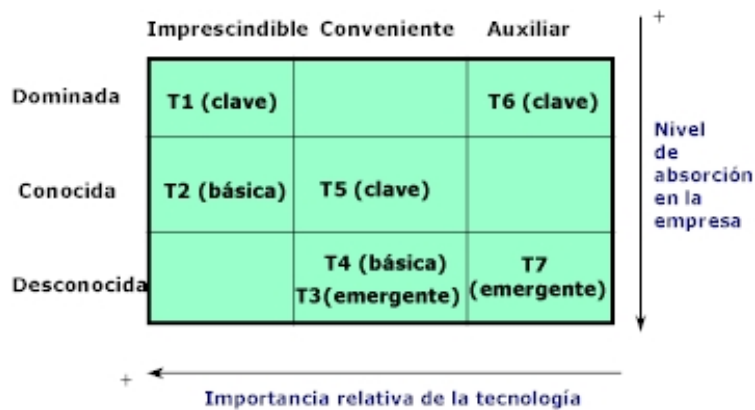 +
Imprescindible Conveniente Auxiliar
Dominada T1 (clave) T6 (clave)
Nivel
de
absorción
en la
empresa
Conocida T2 (básica) T5 (clave)
T4 (básica) T7
Desconocida T3(emergente) (emergente)
+
Importancia relativa de la tecnología